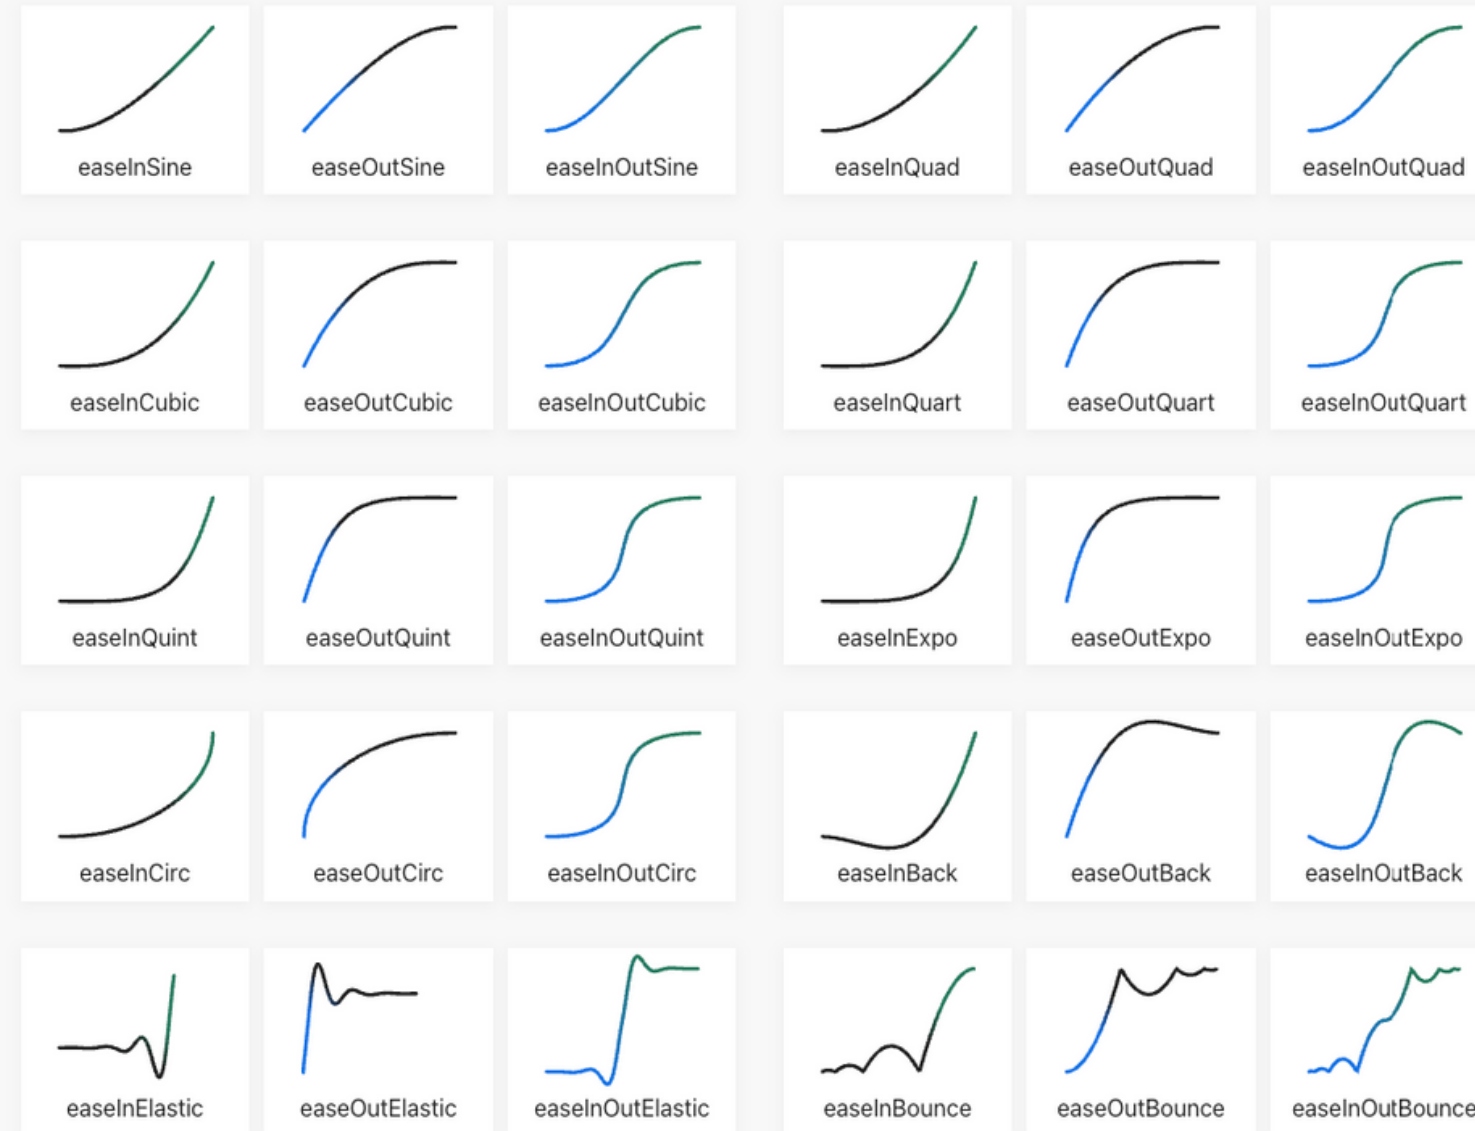 easeInSine
easeOutSine
easeInOutSine
easeInQuad
easeOutQuad
easeInOutQuad
easeInCubic
easeOutCubic
easeInOutCubic
easeInQuart
easeOutQuart
easeInOutQuart
easeInQuint
easeOutQuint
easeInOutQuint
easeInExpo
easeOutExpo
easeInOutExpo
easeInCirc
easeOutCirc
easeInOutCirc
easeInBack
easeOutBack
easeInOutBack
easeInElastic
easeOutElastic
easeInOutElastic
easeInBounce
easeOutBounce
easeInOutBounce